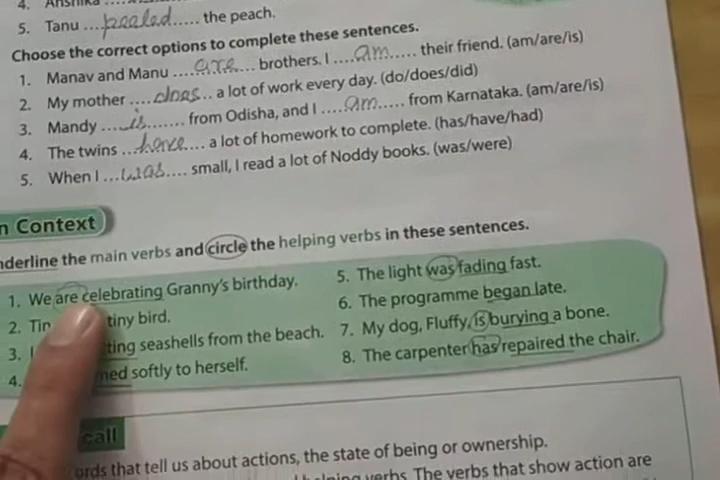 4. Anshika
5. Tanu ...pealed..... the peach.
Choose the correct options to complete these sentences.
1. Manav and Manu ....are.... brothers. I ....am...... their friend. (am/are/is)
2. My mother ....does.. a lot of work every day. (do/does/did)
3. Mandy ....is....... from Odisha, and I ....am..... from Karnataka. (am/are/is)
4. The twins ...have.... a lot of homework to complete. (has/have/had)
5. When I ...was.... small, I read a lot of Noddy books. (was/were)
n Context
nderline the main verbs and circle the helping verbs in these sentences.
1. We are celebrating Granny's birthday.
2. Tin tiny bird.
3. I ting seashells from the beach.
4. med softly to herself.
5. The light was fading fast.
6. The programme began late.
7. My dog, Fluffy, is burying a bone.
8. The carpenter has repaired the chair.
call
ords that tell us about actions, the state of being or ownership.
helping verbs. The verbs that show action are